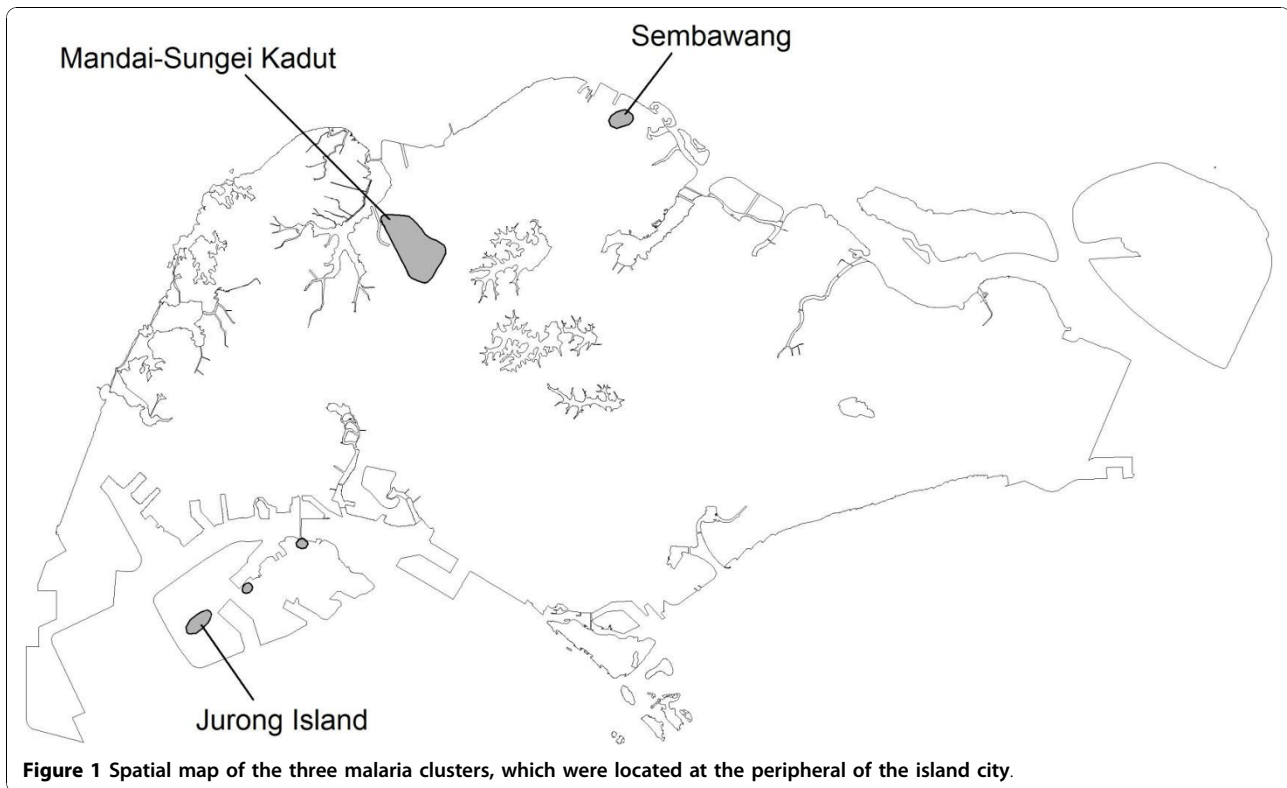 Sembawang
Mandai-Sungei Kadut
Jurong Island
Figure 1 Spatial map of the three malaria clusters, which were located at the peripheral of the island city.